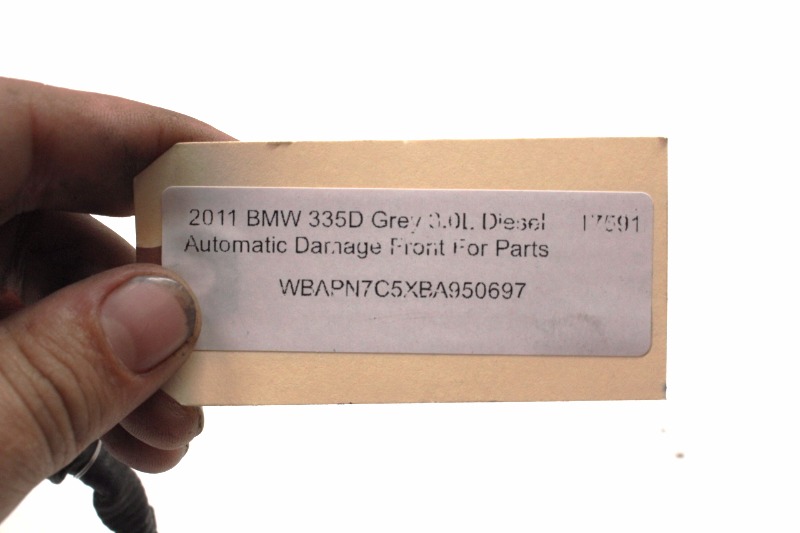 2011 BMW 335D Grey 3.0L Diesel 17591
Automatic Damage Front For Parts
WBAPN7C5XBA950697